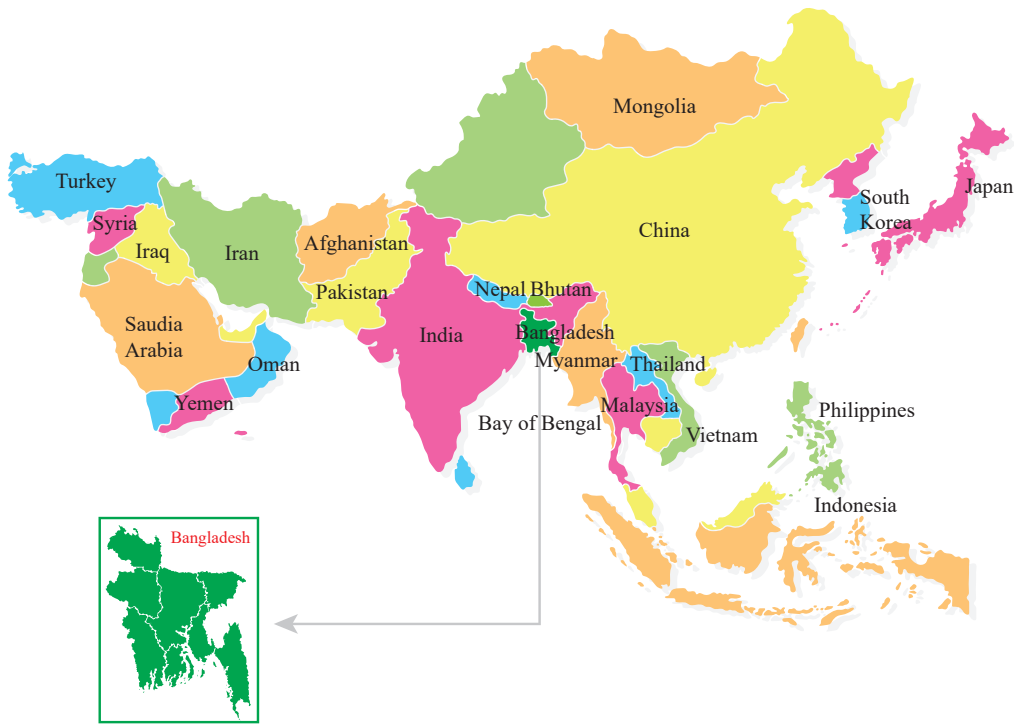 Mongolia
Turkey
Japan
South
Korea
Syria
China
Afghanistan
Iraq
Iran
Pakistan
Nepal
Bhutan
Saudia
Arabia
India
Bangladesh
Myanmar
Oman
Thailand
Yemen
Malaysia
Philippines
Bay of Bengal
Vietnam
Indonesia
Bangladesh